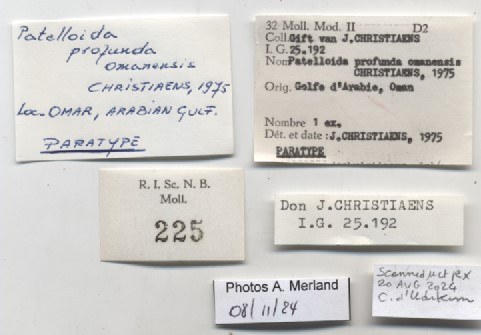 Patelloida
profunda
omanensis
CHRISTIAENS, 1975
Loc. OMAR, ARABIAN GULF.
PARATYPE
32 Moll. Mod. II D2
Coll. Gift van J.CHRISTIAENS
I. G. 25.192
Nom Patelloida profunda omanensis
CHRISTIAENS, 1975
Orig. Golfe d'Arabie, Oman
Nombre 1 ex.
Dét. et date : J.CHRISTIAENS, 1975
PARATYPE
R. I. Sc. N. B.
Moll.
225
Don J.CHRISTIAENS
I.G. 25.192
Photos A. Merland
08/11/24
Scanned
20 AUG 2024